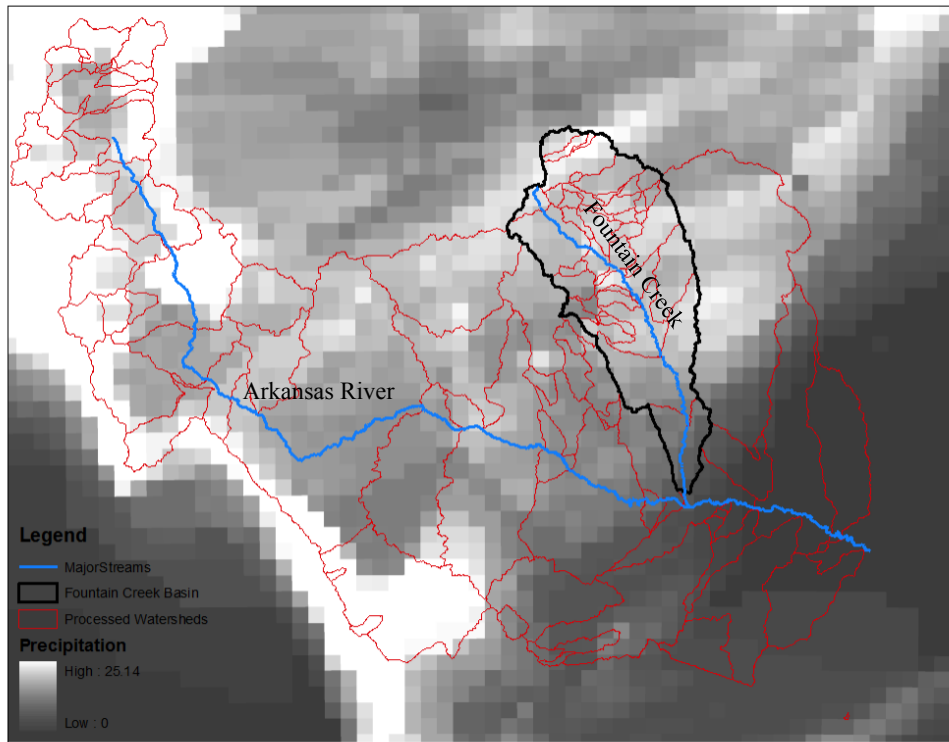 Fountain Creek
Arkansas River
Legend
MajorStreams
Fountain Creek Basin
Processed Watersheds
Precipitation
High : 25.14
Low : 0